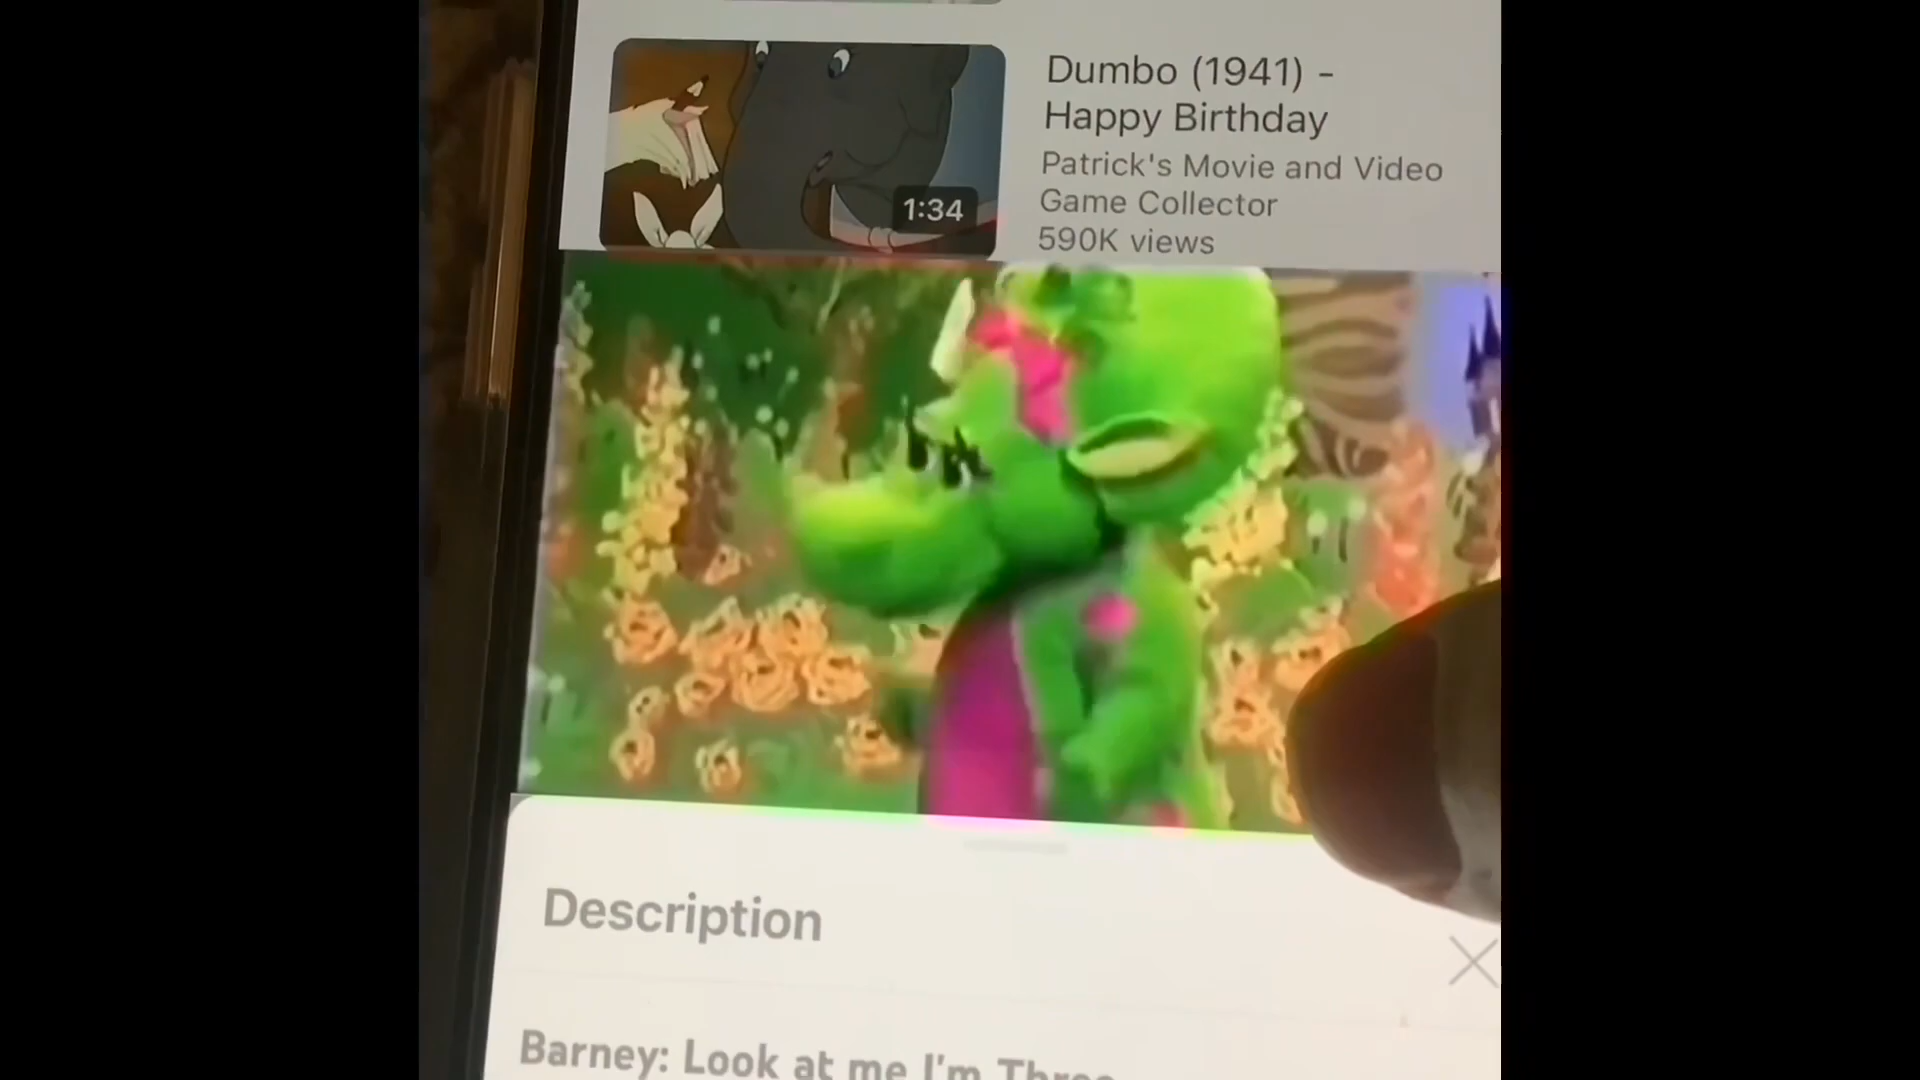 Dumbo (1941) -
Happy Birthday
Patrick's Movie and Video
Game Collector
590K views
1:34
Description
Barney: Look at me I'm Three